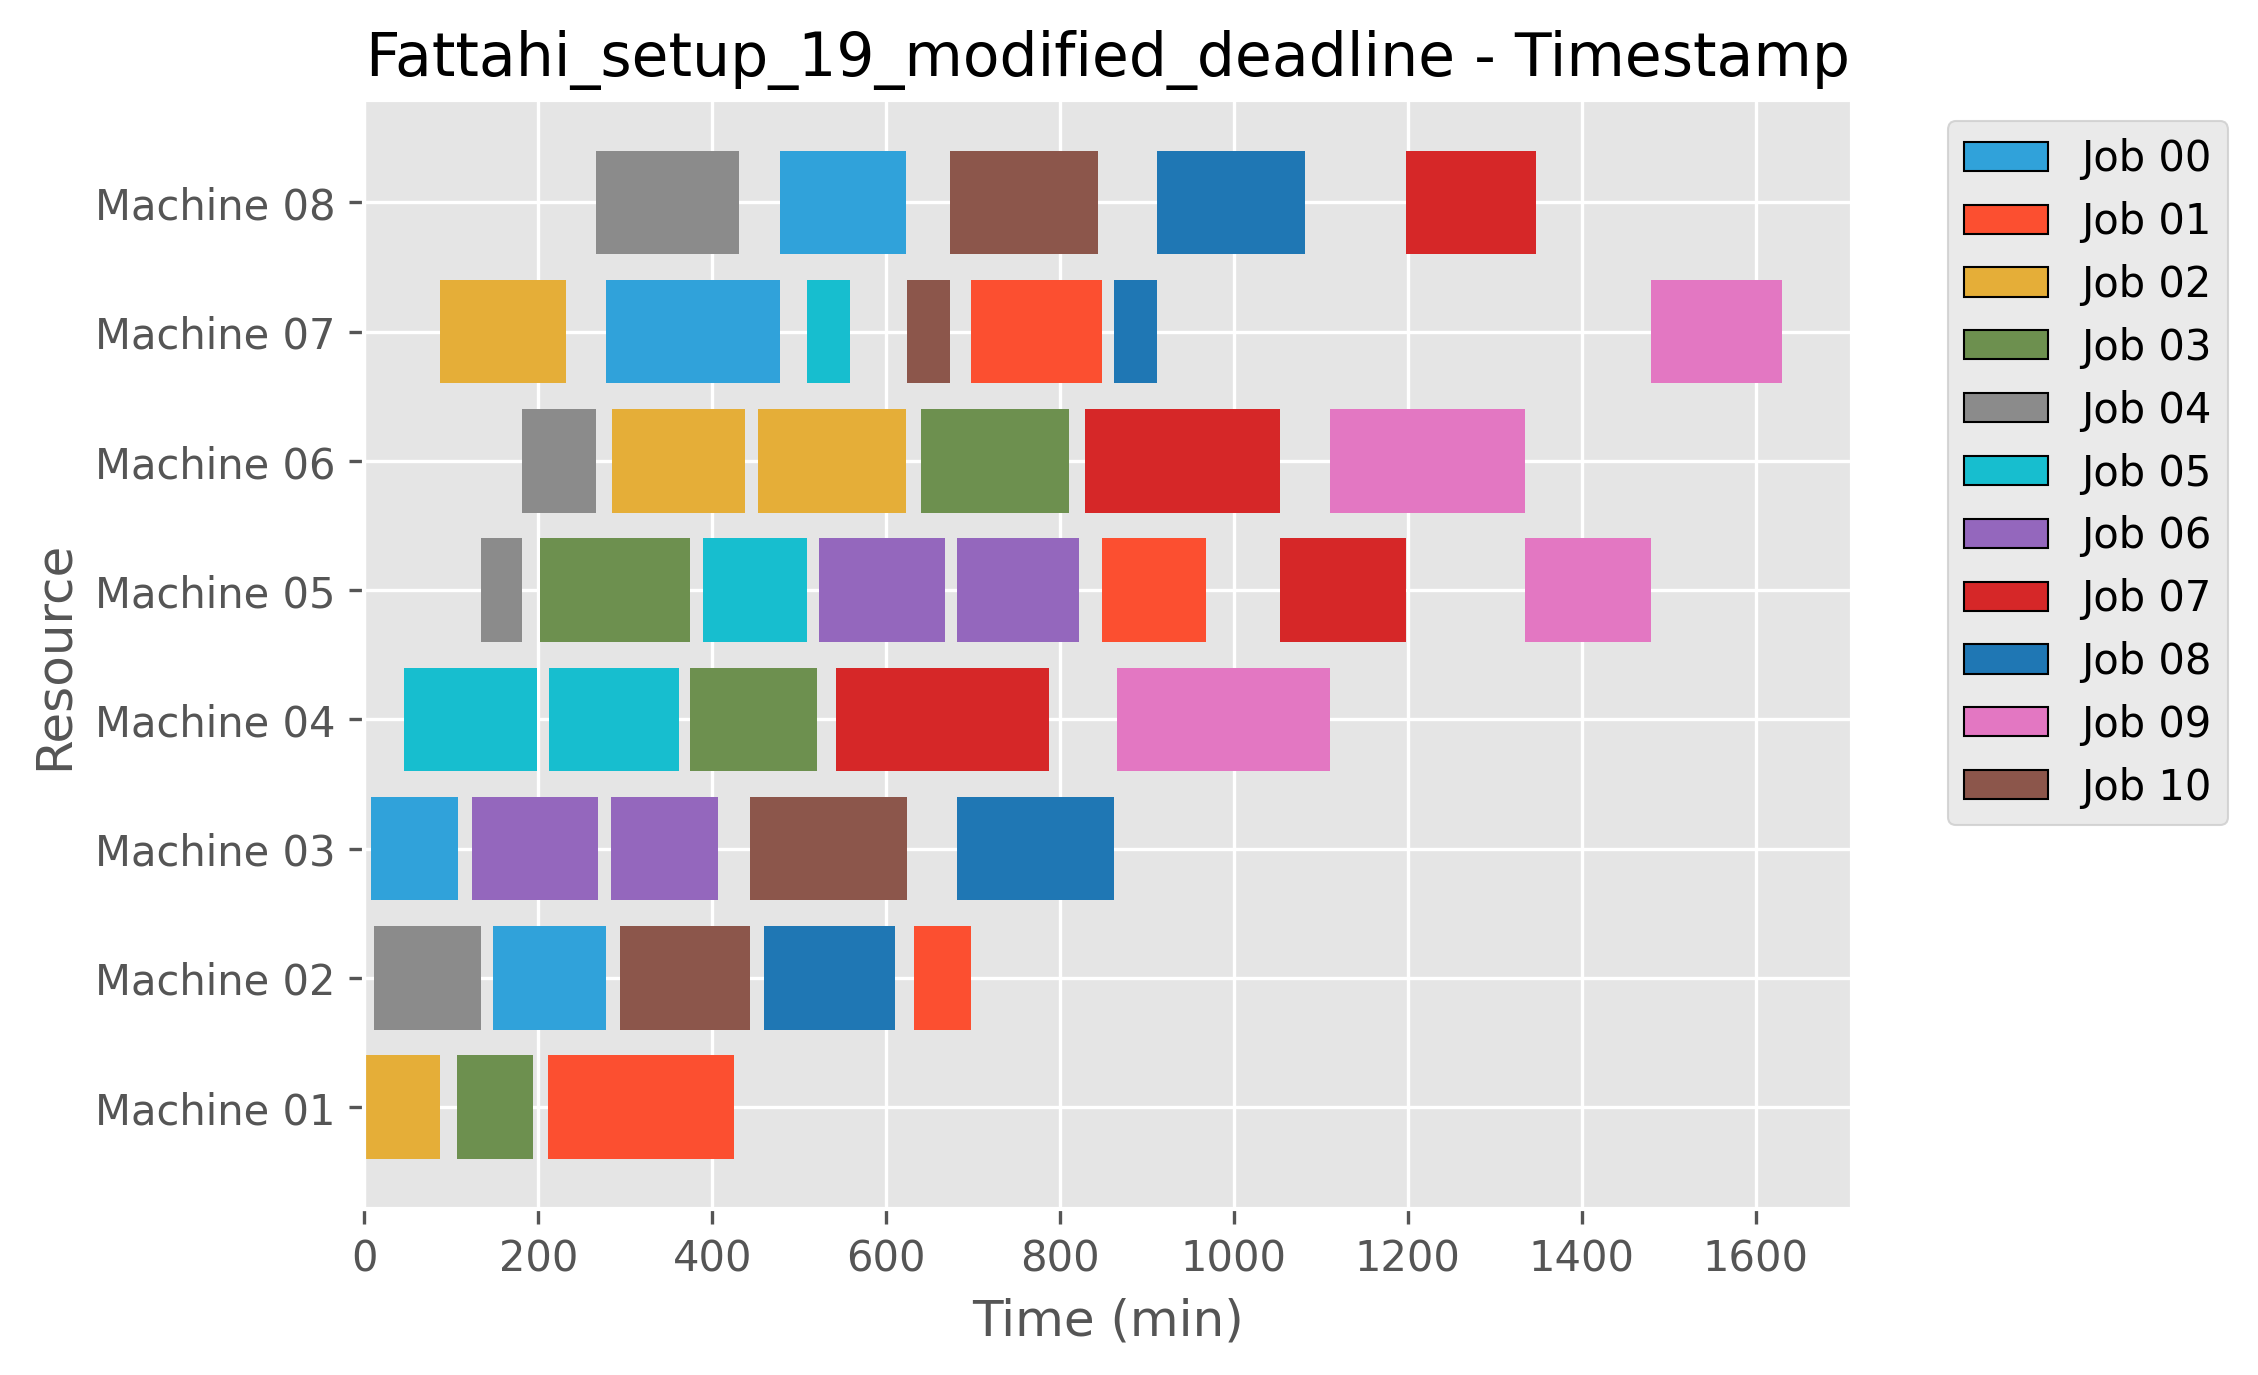 Fattahi_setup_19_modified_deadline - Timestamp
Machine 08
Machine 07
Machine 06
Machine 05
Machine 04
Machine 03
Machine 02
Machine 01
Resource
0 200 400 600 800 1000 1200 1400 1600
Time (min)
Job 00
Job 01
Job 02
Job 03
Job 04
Job 05
Job 06
Job 07
Job 08
Job 09
Job 10